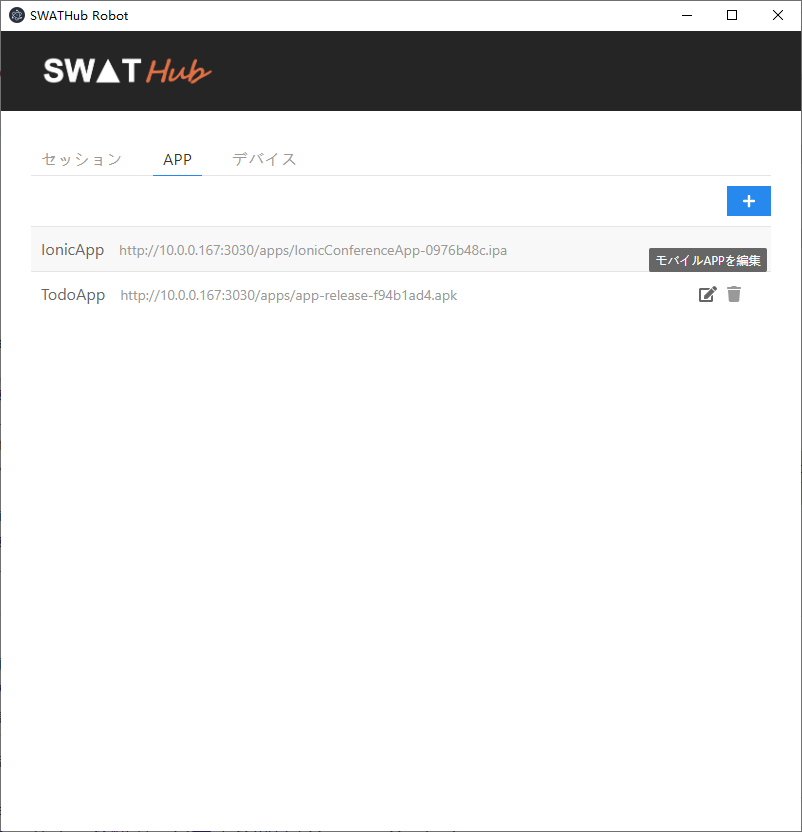 SWATHub Robot
SWAT Hub
セッション APP デバイス
IonicApp http://10.0.0.167:3030/apps/IonicConferenceApp-0976b48c.ipa
モバイルAPPを編集
TodoApp http://10.0.0.167:3030/apps/app-release-f94b1ad4.apk